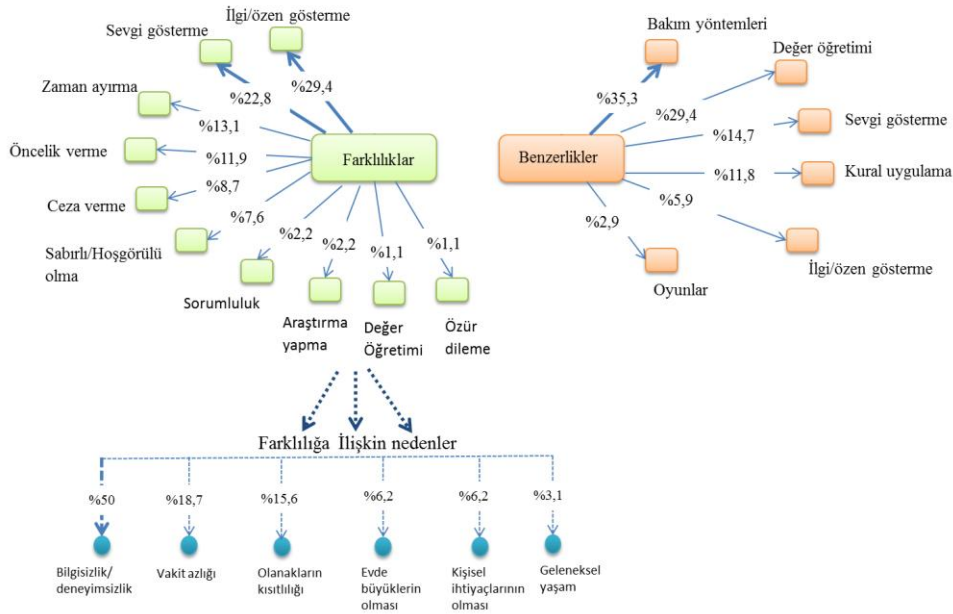 İlgi/özen gösterme
Sevgi gösterme
%29,4
%22,8
Zaman ayırma
%13,1
Öncelik verme
%11,9
Farklılıklar
%8,7
Ceza verme
%7,6
Sabırlı/Hoşgörülü
olma
%2,2
Sorumluluk
%2,2
Araştırma
yapma
%1,1
Değer
Öğretimi
%1,1
Özür
dileme
Bakım yöntemleri
%35,3
Değer öğretimi
%29,4
Sevgi gösterme
%14,7
Benzerlikler
Kural uygulama
%11,8
%5,9
İlgi/özen gösterme
%2,9
Oyunlar
Farklılığa İlişkin nedenler
%50
%18,7
%15,6
%6,2
%6,2
%3,1
Bilgisizlik/
deneyimsizlik
Vakit azlığı
Olanakların
kısıtlılığı
Evde
büyüklerin
olması
Kişisel
ihtiyaçlarının
olması
Geleneksel
yaşam